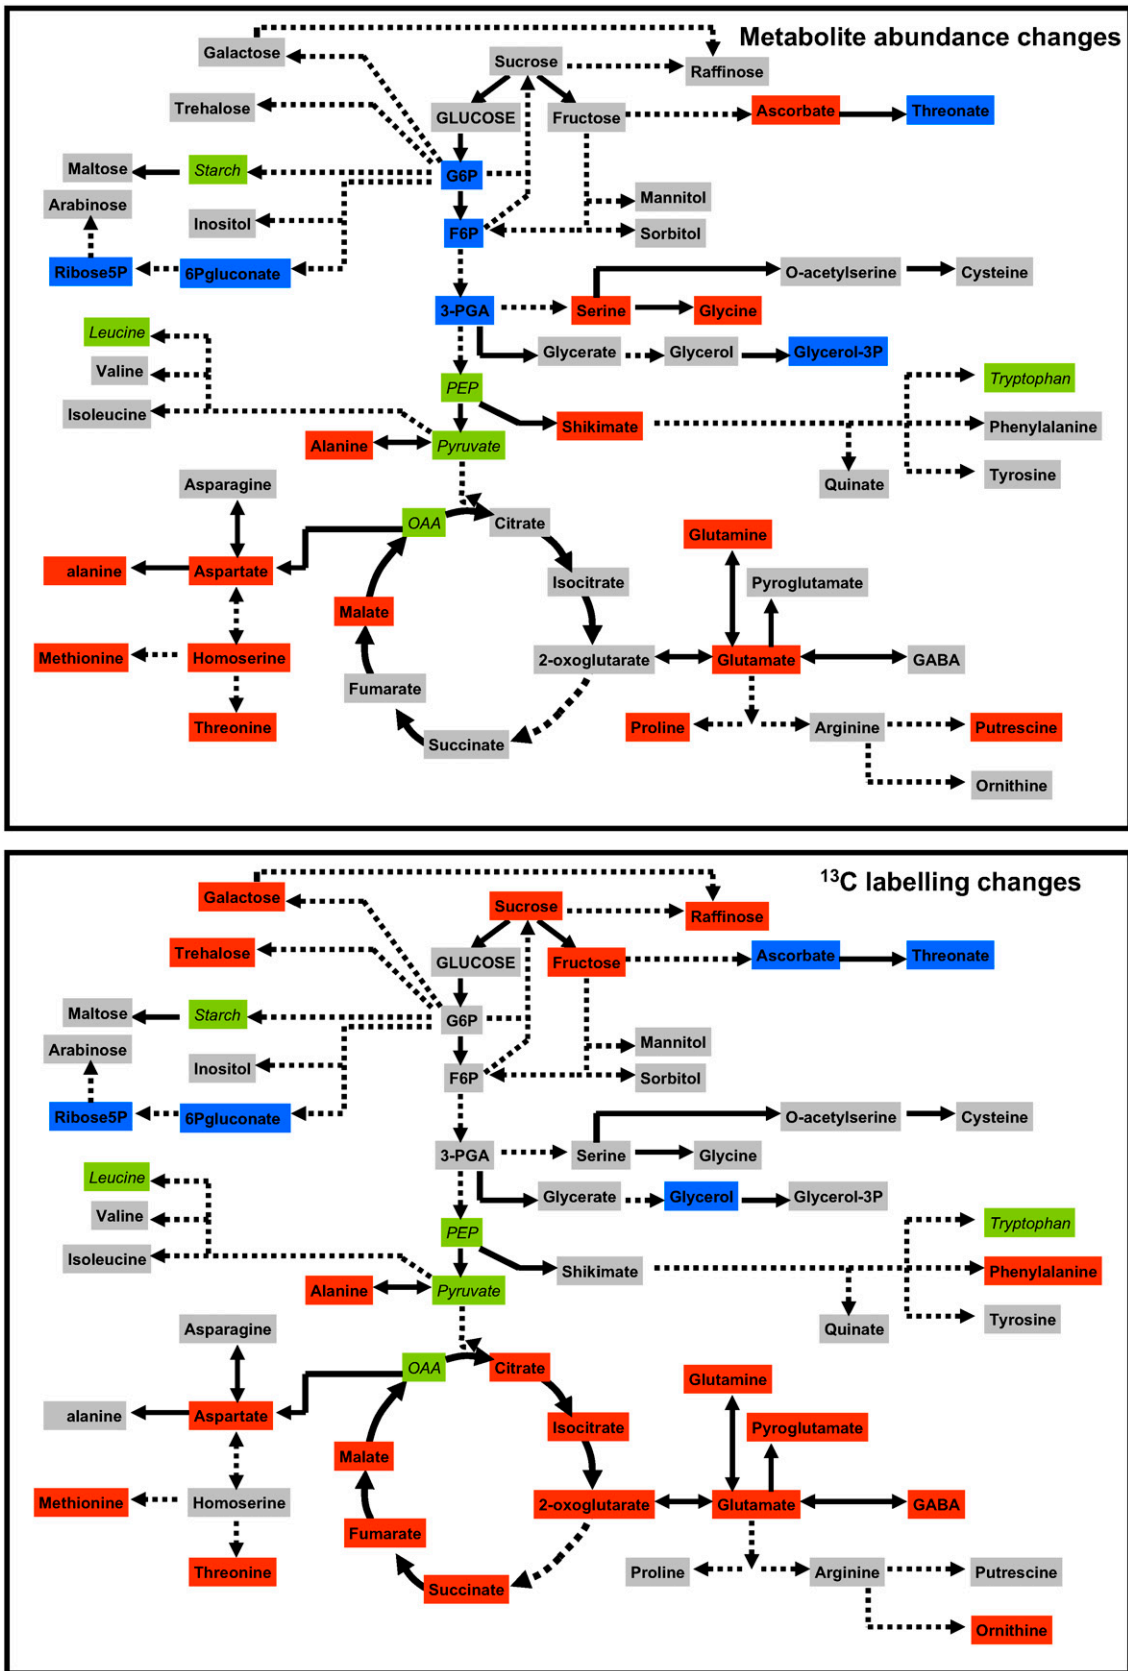 Metabolite abundance changes
Galactose
Sucrose
Raffinose
Trehalose
GLUCOSE
Fructose
Ascorbate
Threonate
Maltose
Starch
G6P
Arabinose
Inositol
Mannitol
F6P
Sorbitol
Ribose5P
6Pgluconate
O-acetylserine
Cysteine
3-PGA
Serine
Glycine
Leucine
Glycerate
Glycerol
Glycerol-3P
Valine
PEP
Tryptophan
Isoleucine
Shikimate
Phenylalanine
Alanine
Pyruvate
Asparagine
Quinate
Tyrosine
OAA
Citrate
Glutamine
alanine
Aspartate
Isocitrate
Pyroglutamate
Malate
Methionine
Homoserine
2-oxoglutarate
Glutamate
GABA
Fumarate
Threonine
Succinate
Proline
Arginine
Putrescine
Ornithine
13C labelling changes
Galactose
Sucrose
Raffinose
Trehalose
GLUCOSE
Fructose
Ascorbate
Threonate
Maltose
Starch
G6P
Arabinose
Inositol
Mannitol
F6P
Sorbitol
Ribose5P
6Pgluconate
O-acetylserine
Cysteine
3-PGA
Serine
Glycine
Leucine
Glycerate
Glycerol
Glycerol-3P
Valine
PEP
Tryptophan
Isoleucine
Shikimate
Phenylalanine
Alanine
Pyruvate
Asparagine
Quinate
Tyrosine
OAA
Citrate
Glutamine
alanine
Aspartate
Isocitrate
Pyroglutamate
Malate
Methionine
Homoserine
2-oxoglutarate
Glutamate
GABA
Fumarate
Threonine
Succinate
Proline
Arginine
Putrescine
Ornithine